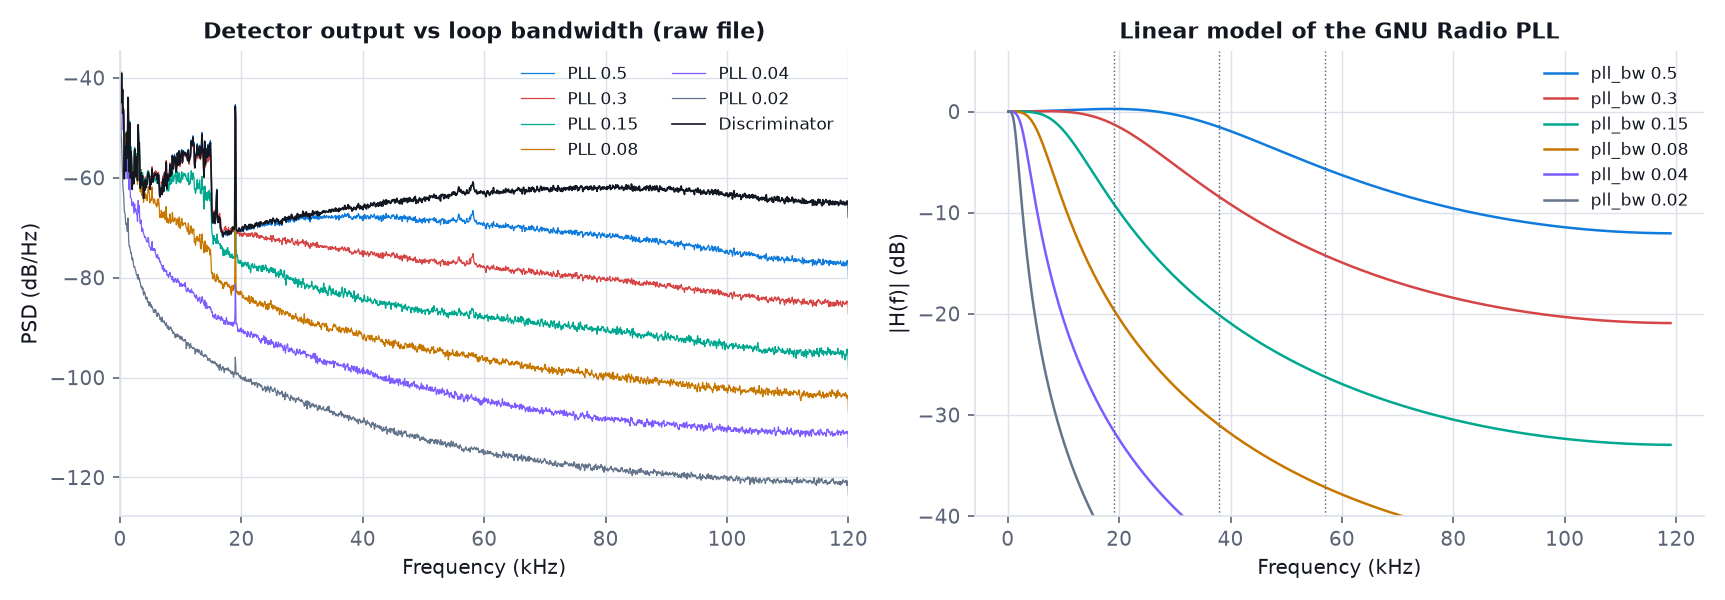 Detector output vs loop bandwidth (raw file)
PSD (dB/Hz)
−40
−60
−80
−100
−120
PLL 0.5
PLL 0.3
PLL 0.15
PLL 0.08
PLL 0.04
PLL 0.02
Discriminator
0 20 40 60 80 100 120
Frequency (kHz)
Linear model of the GNU Radio PLL
|H(f)| (dB)
0
−10
−20
−30
−40
pll_bw 0.5
pll_bw 0.3
pll_bw 0.15
pll_bw 0.08
pll_bw 0.04
pll_bw 0.02
0 20 40 60 80 100 120
Frequency (kHz)